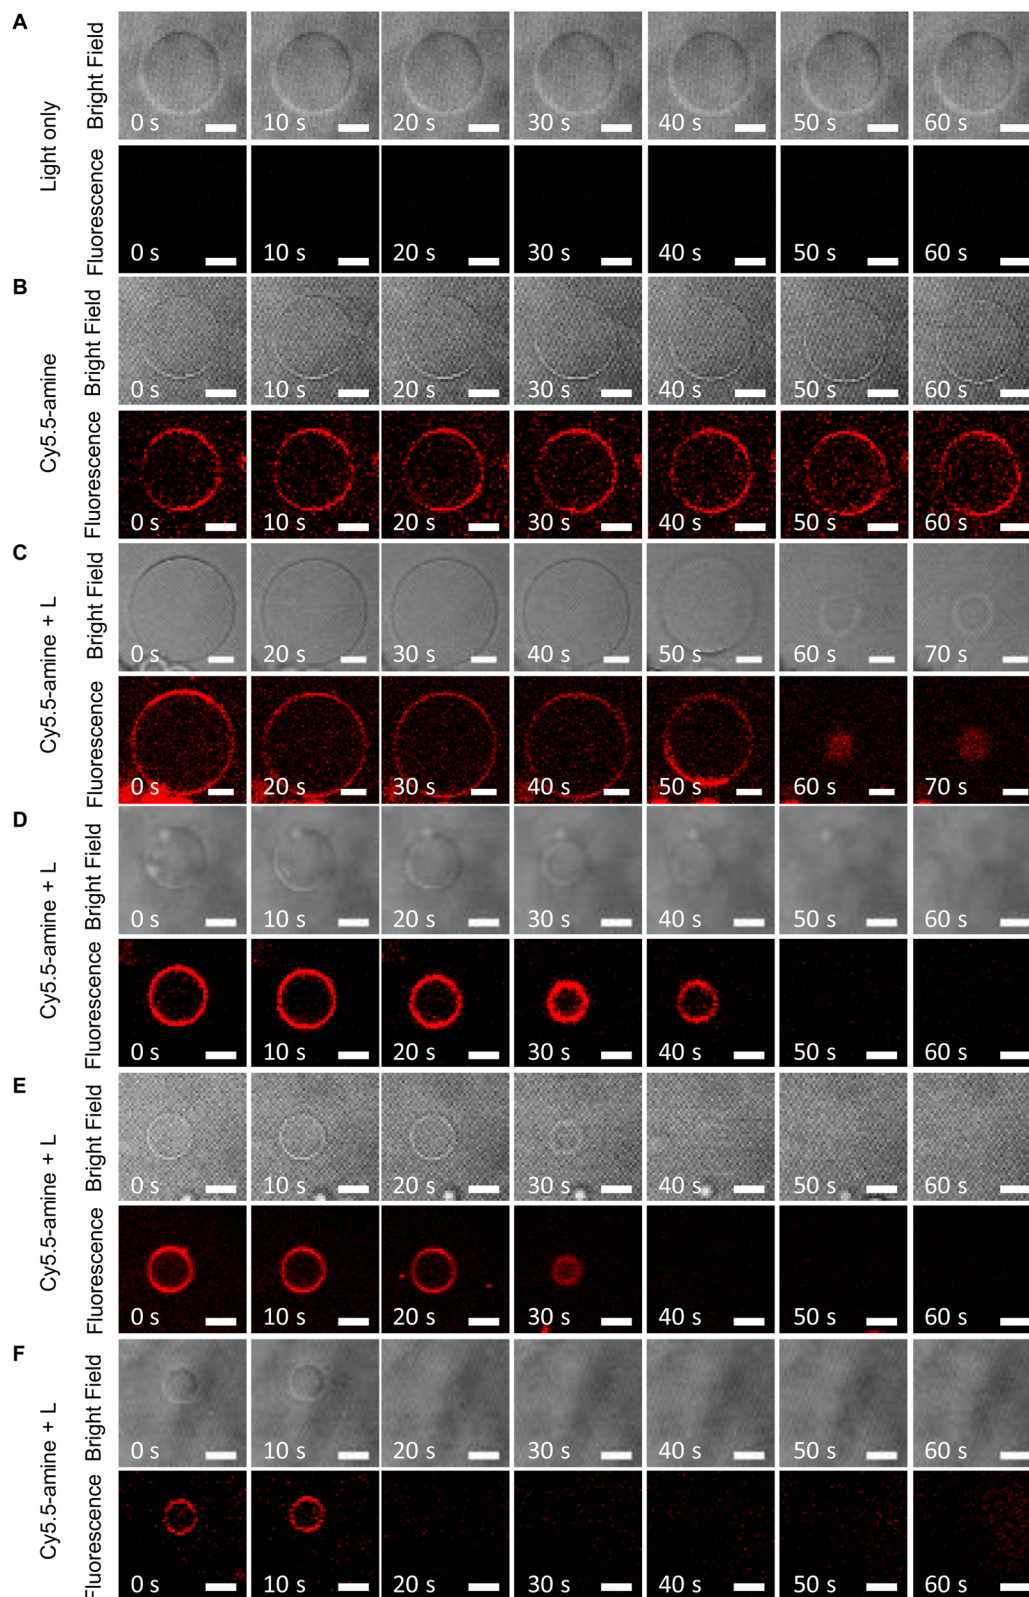 A
Light only
Bright Field
0 s 10 s 20 s 30 s 40 s 50 s 60 s
Fluorescence
0 s 10 s 20 s 30 s 40 s 50 s 60 s
B
Cy5.5-amine
Bright Field
0 s 10 s 20 s 30 s 40 s 50 s 60 s
Fluorescence
0 s 10 s 20 s 30 s 40 s 50 s 60 s
C
Cy5.5-amine + L
Bright Field
0 s 20 s 30 s 40 s 50 s 60 s 70 s
Fluorescence
0 s 20 s 30 s 40 s 50 s 60 s 70 s
D
Cy5.5-amine + L
Bright Field
0 s 10 s 20 s 30 s 40 s 50 s 60 s
Fluorescence
0 s 10 s 20 s 30 s 40 s 50 s 60 s
E
Cy5.5-amine + L
Bright Field
0 s 10 s 20 s 30 s 40 s 50 s 60 s
Fluorescence
0 s 10 s 20 s 30 s 40 s 50 s 60 s
F
Cy5.5-amine + L
Bright Field
0 s 10 s 20 s 30 s 40 s 50 s 60 s
Fluorescence
0 s 10 s 20 s 30 s 40 s 50 s 60 s